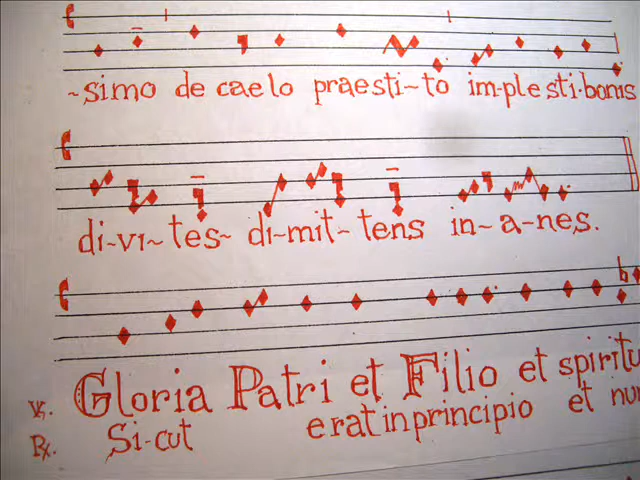 ~simo de caelo praesti~to im-ple sti-bonis
di-vi~tes~ di-mit-tens in-a-nes.
℣. Gloria Patri et Filio et spiritu
℟. Si-cut erat in principio et nu